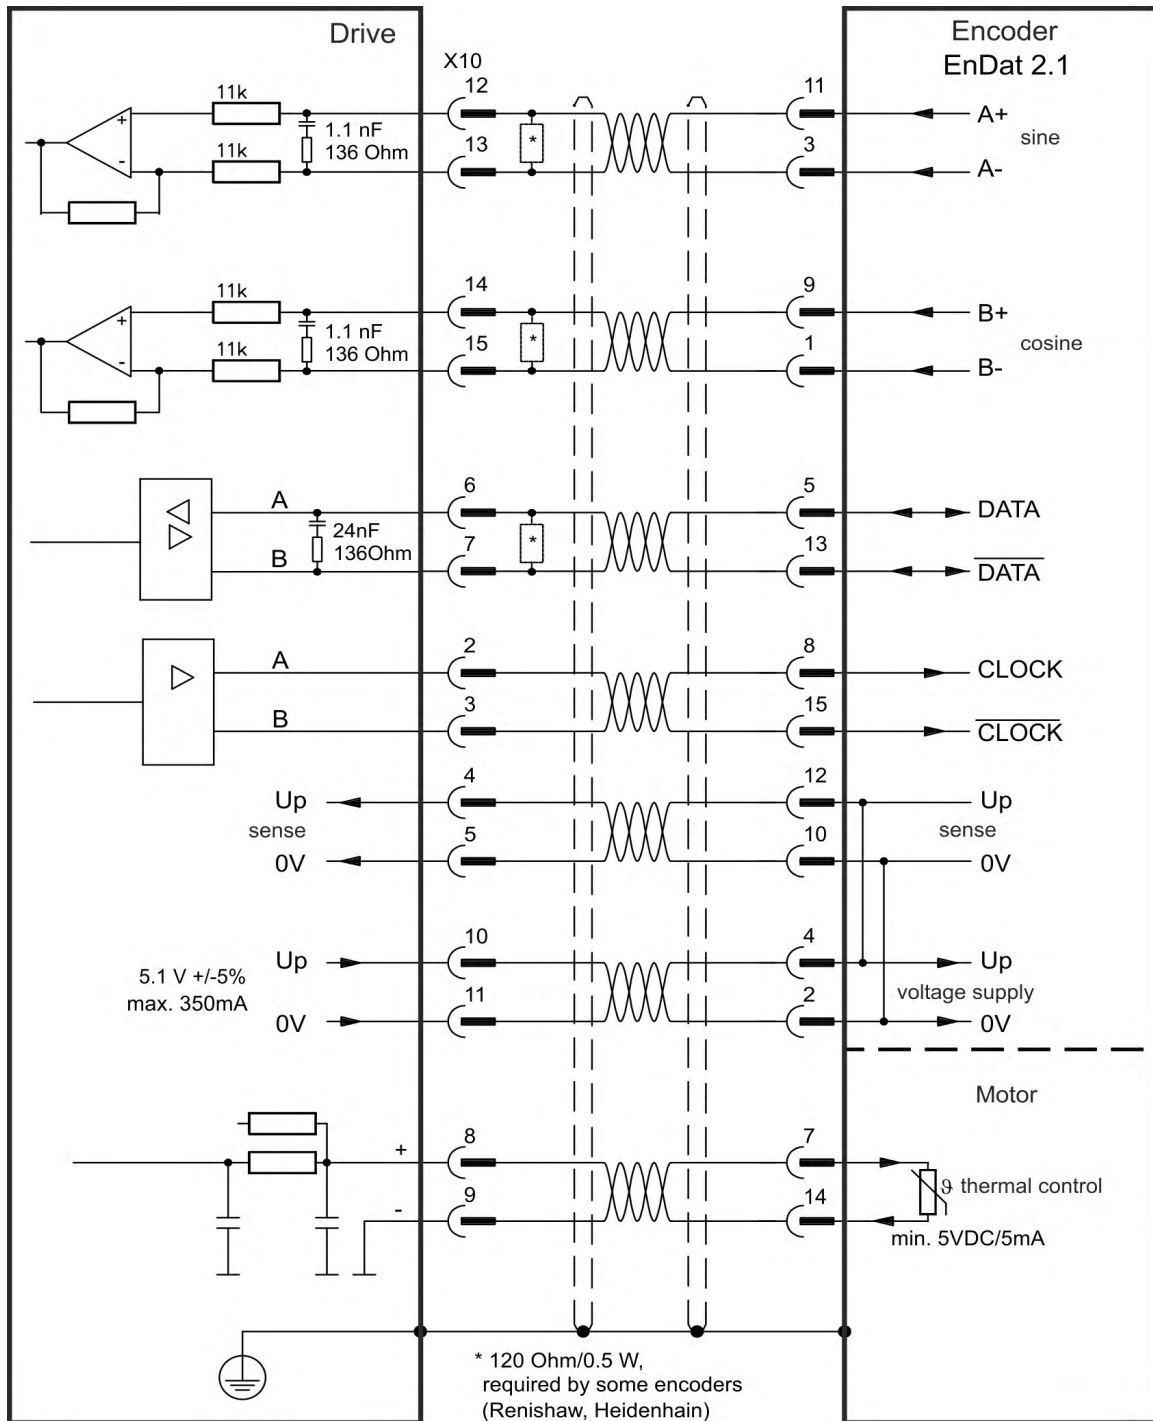 Drive
Encoder
EnDat 2.1
X10
11k
12
11
A+
+
1.1 nF
*
sine
136 Ohm
-
11k
13
3
A-
11k
14
9
B+
+
1.1 nF
*
cosine
136 Ohm
-
11k
15
1
B-
A
6
5
DATA
24nF
*
136Ohm
B
7
13
DATA
A
2
8
CLOCK
B
3
15
CLOCK
Up
4
12
Up
sense
sense
0V
5
10
0V
Up
10
4
Up
5.1 V +/-5%
max. 350mA
voltage supply
0V
11
2
0V
Motor
+
8
7
ϑ thermal control
-
9
14
min. 5VDC/5mA
* 120 Ohm/0.5 W,
required by some encoders
(Renishaw, Heidenhain)